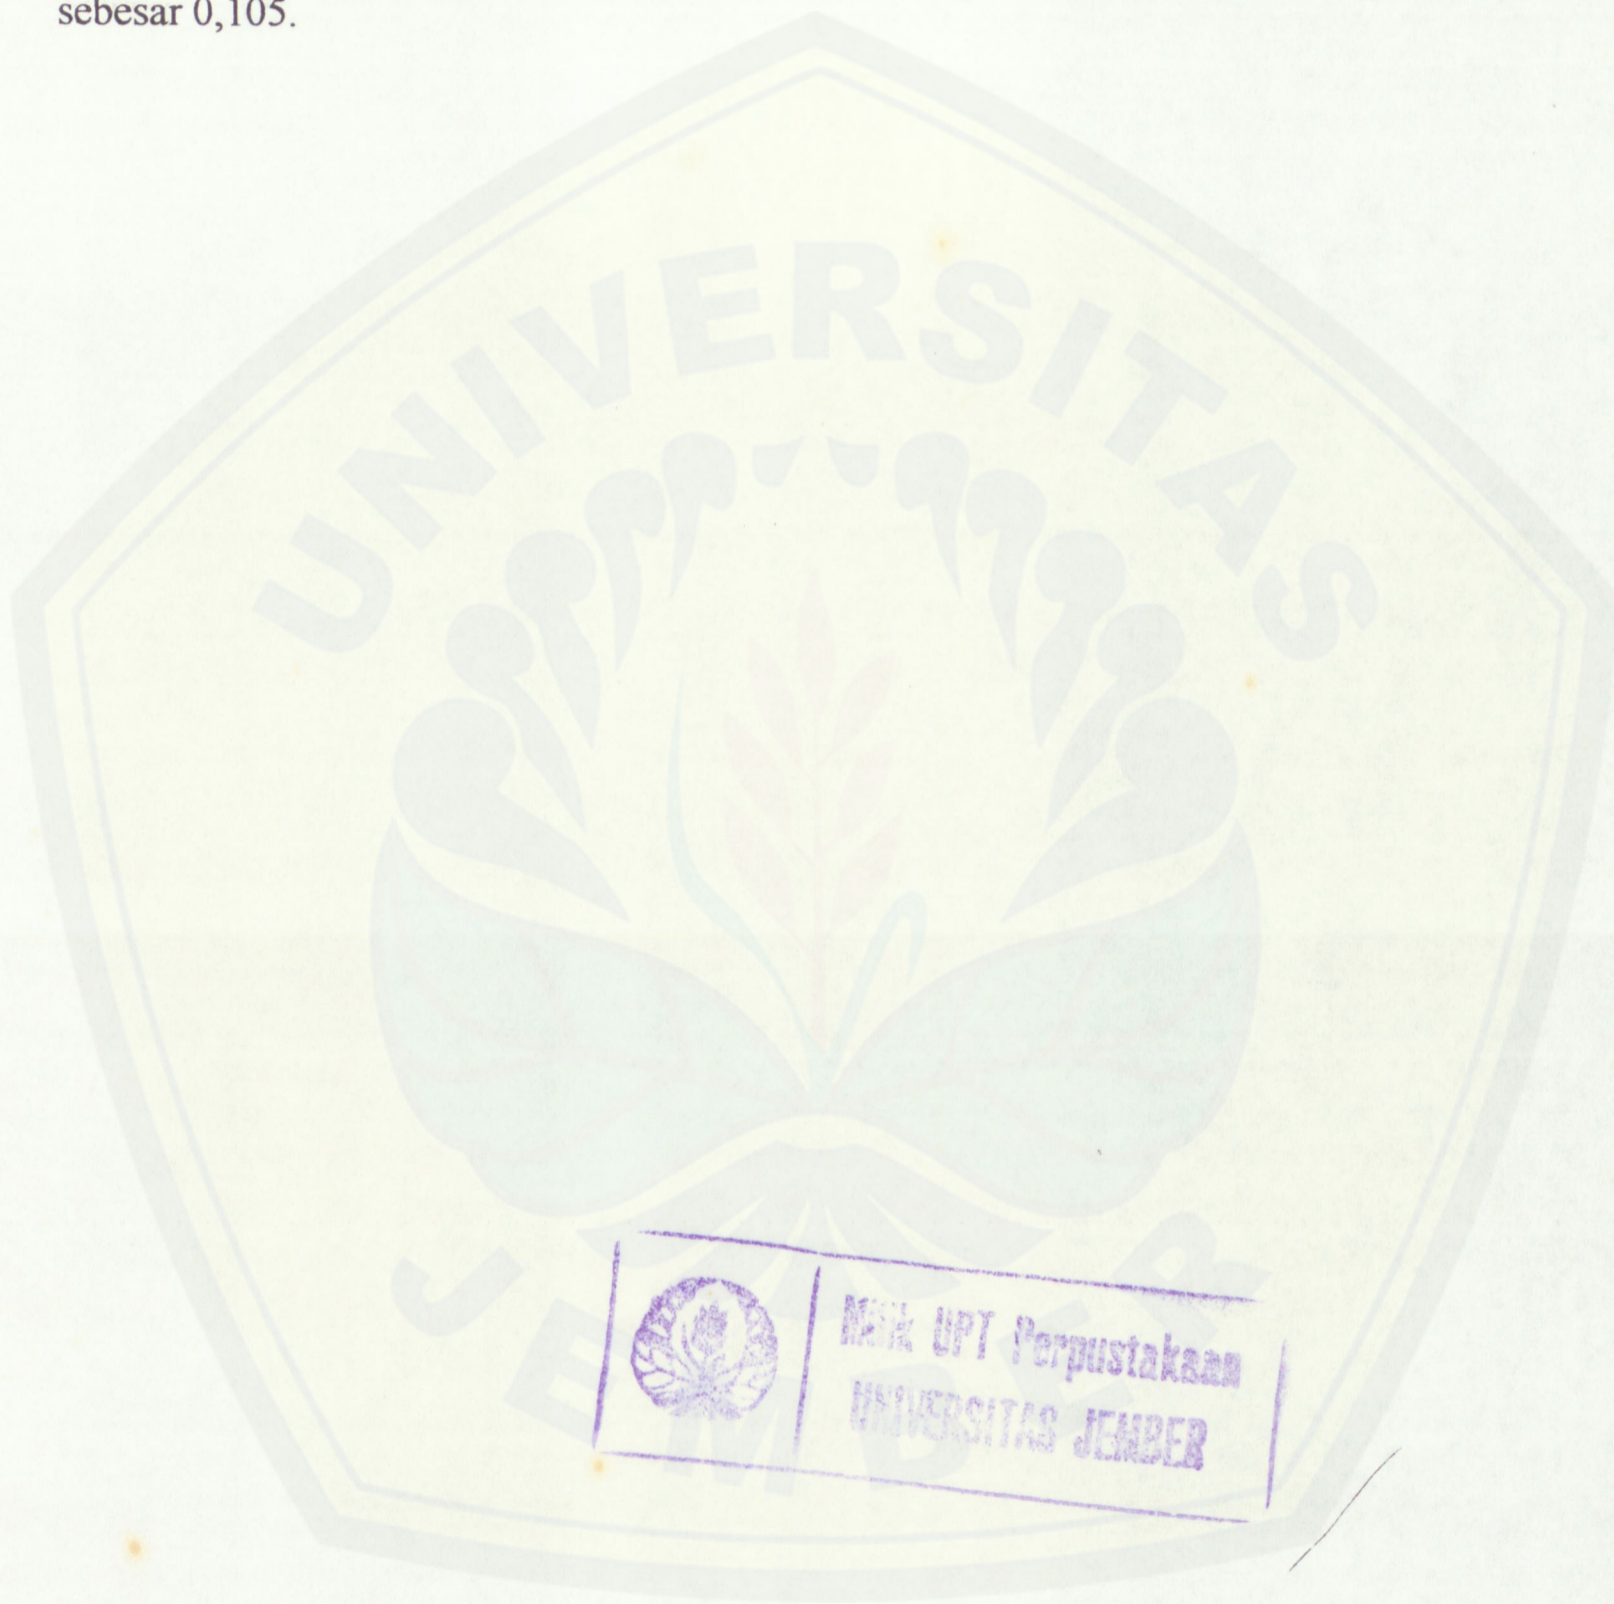 sebesar 0,105.
UNIVERSITAS
JEMBER
Milik UPT Perpustakaan
UNIVERSITAS JEMBER